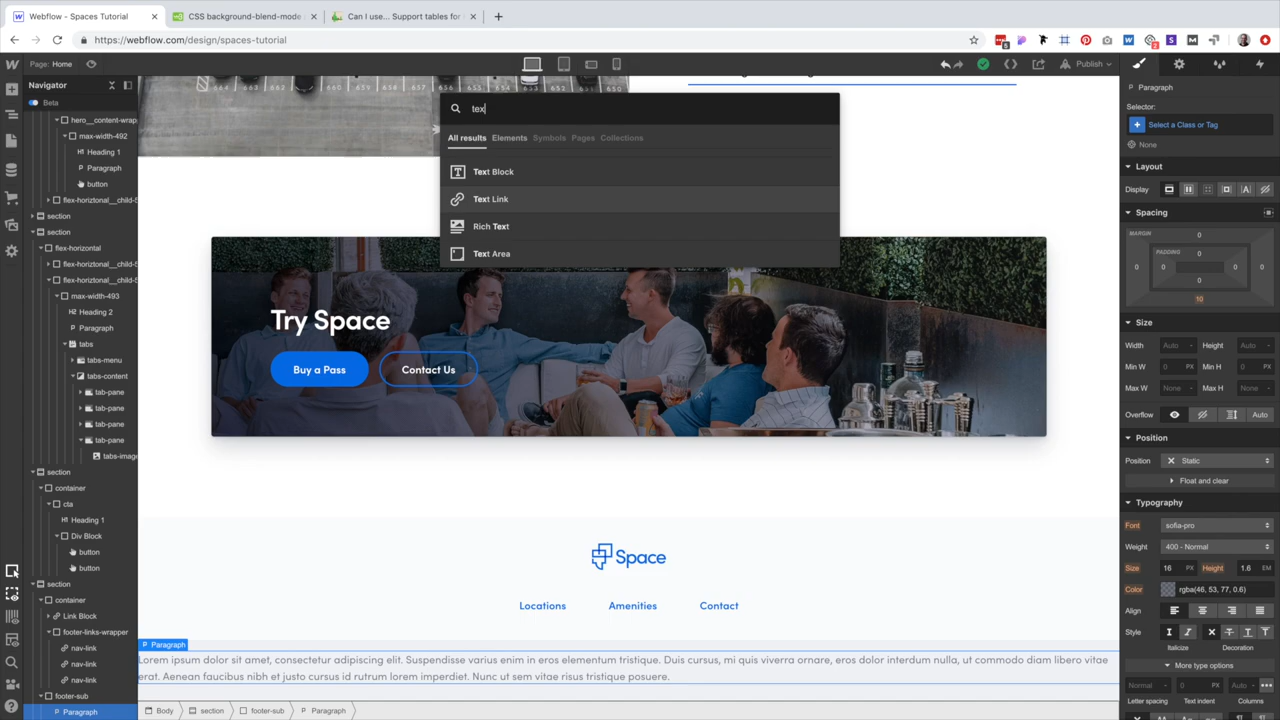 Webflow - Spaces Tutorial
CSS background-blend-mode
Can I use... Support tables for
https://webflow.com/design/spaces-tutorial
Page: Home
Publish
Navigator
Beta
hero__content-wrap
max-width-492
H1 Heading 1
P Paragraph
button
flex-horiztonal__child-5
section
section
flex-horizontal
flex-horiztonal__child-5
flex-horiztonal__child-5
max-width-493
H2 Heading 2
P Paragraph
tabs
tabs-menu
tabs-content
tab-pane
tab-pane
tab-pane
tab-pane
tabs-image
section
container
cta
H1 Heading 1
Div Block
button
button
section
container
Link Block
footer-links-wrapper
nav-link
nav-link
nav-link
footer-sub
P Paragraph
tex
All results Elements Symbols Pages Collections
Text Block
Text Link
Rich Text
Text Area
Try Space
Buy a Pass Contact Us
Space
Locations Amenities Contact
P Paragraph
Lorem ipsum dolor sit amet, consectetur adipiscing elit. Suspendisse varius enim in eros elementum tristique. Duis cursus, mi quis viverra ornare, eros dolor interdum nulla, ut commodo diam libero vitae
erat. Aenean faucibus nibh et justo cursus id rutrum lorem imperdiet. Nunc ut sem vitae risus tristique posuere.
Body section footer-sub P Paragraph
P Paragraph
Selector:
Select a Class or Tag
None
Layout
Display
Spacing
MARGIN 0
PADDING 0
0 0 0 0
0
10
Size
Width Auto Height Auto
Min W 0 PX Min H 0 PX
Max W None PX Max H None PX
Overflow Auto
Position
Position Static
Float and clear
Typography
Font sofia-pro
Weight 400 - Normal
Size 16 PX Height 1.6 EM
Color rgba(46, 53, 77, 0.6)
Align
Style
Italicize Decoration
More type options
Normal 0 PX Auto
Letter spacing Text indent Columns